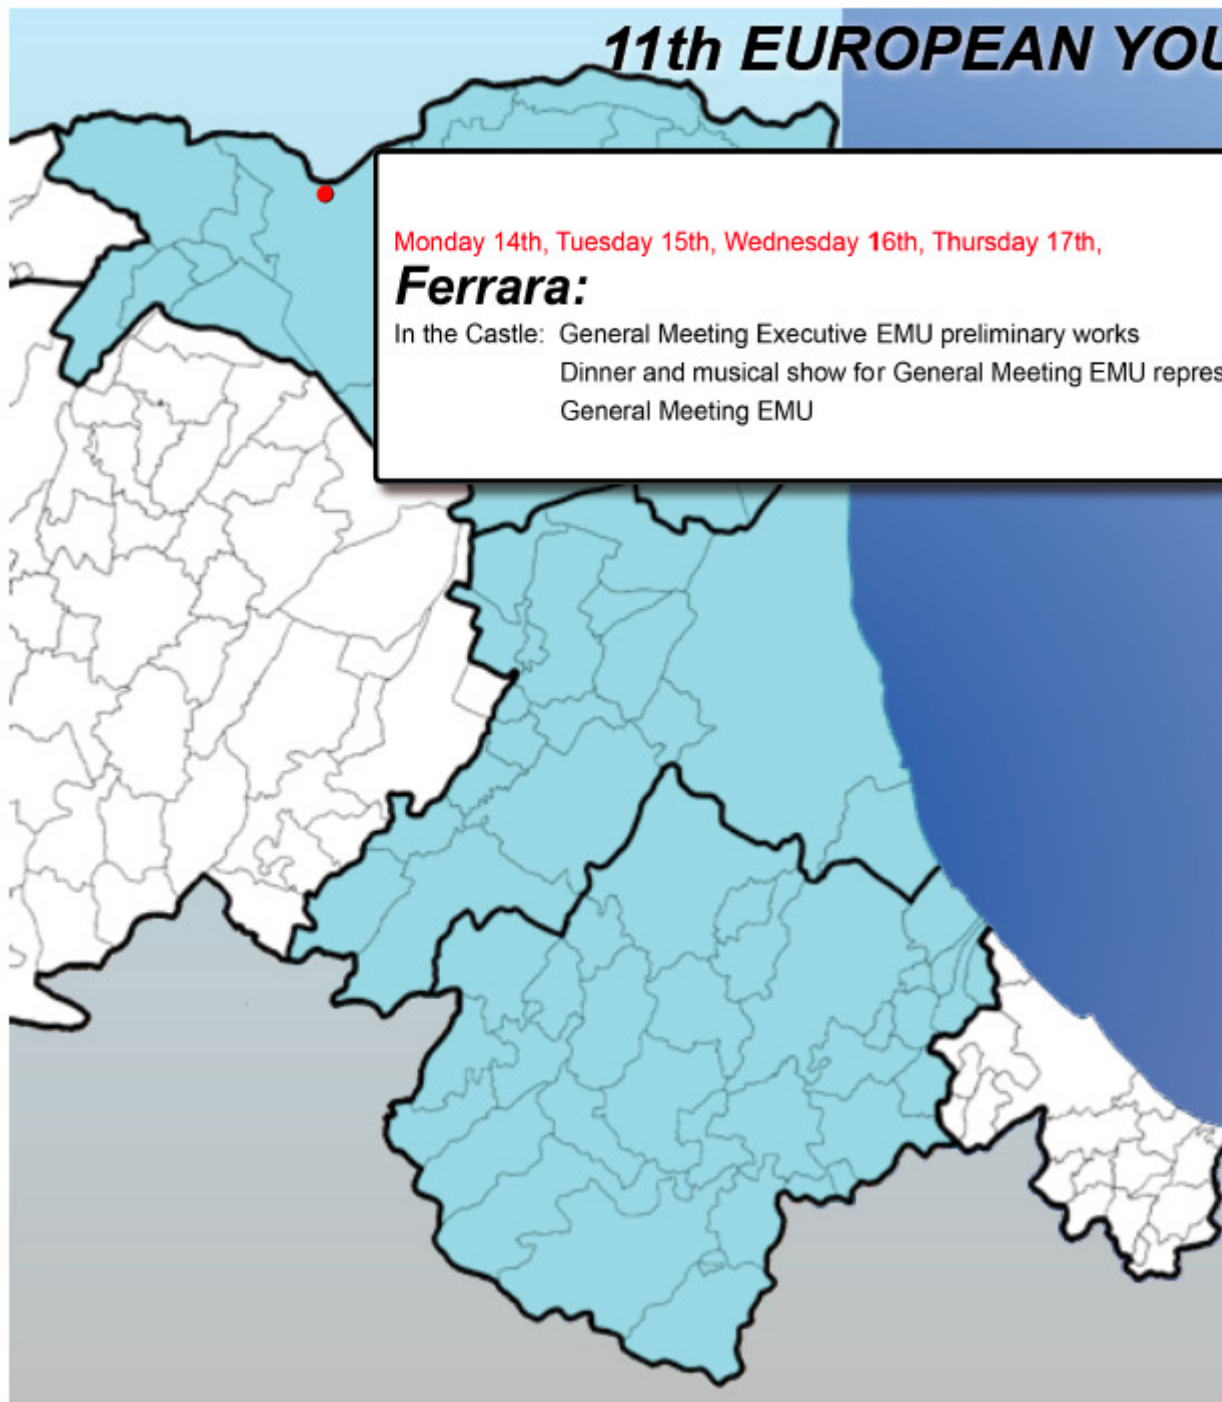 11th EUROPEAN YOU
Monday 14th, Tuesday 15th, Wednesday 16th, Thursday 17th,
Ferrara:
In the Castle: General Meeting Executive EMU preliminary works
Dinner and musical show for General Meeting EMU repres
General Meeting EMU